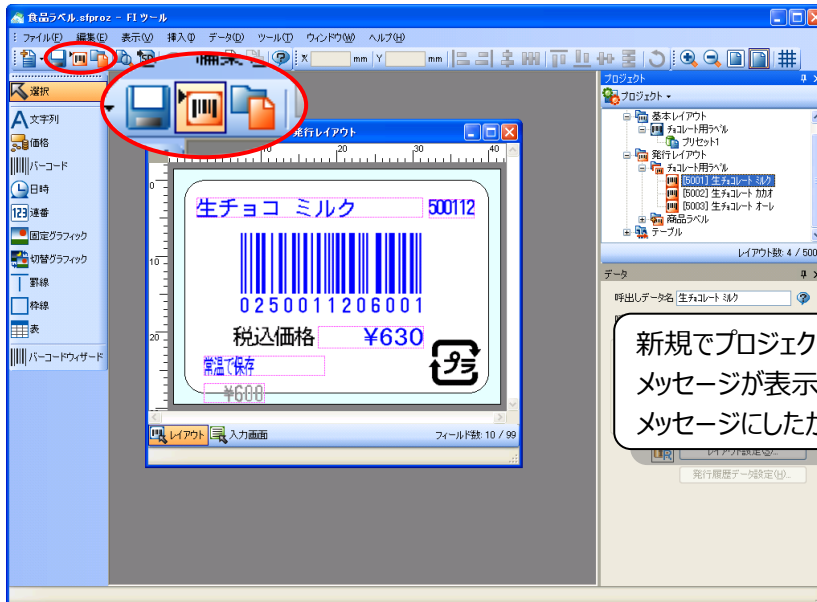 食品ラベル.sfproz - FI ツール
ファイル(F) 編集(E) 表示(V) 挿入(I) データ(D) ツール(T) ウィンドウ(W) ヘルプ(H)
X mm Y mm
選択
文字列
価格
バーコード
日時
123 連番
固定グラフィック
切替グラフィック
罫線
枠線
表
バーコードウィザード
発行レイアウト
10 20 30 40
0
10
20
生チョコ ミルク 500112
0250011206001
税込価格 ¥630
常温で保存
プラ
¥600
レイアウト 入力画面 フィールド数: 10 / 99
プロジェクト
プロジェクト
基本レイアウト
チョコレート用ラベル
プリセット1
発行レイアウト
チョコレート用ラベル
[5001] 生チョコレート ミルク
[5002] 生チョコレート カカオ
[5003] 生チョコレート オーレ
商品ラベル
テーブル
レイアウト数: 4 / 500
データ
呼出しデータ名 生チョコレート ミルク
新規でプロジェク
メッセージが表示
メッセージにしたが
レイアウト設定(Q)...
発行履歴データ設定(H)...